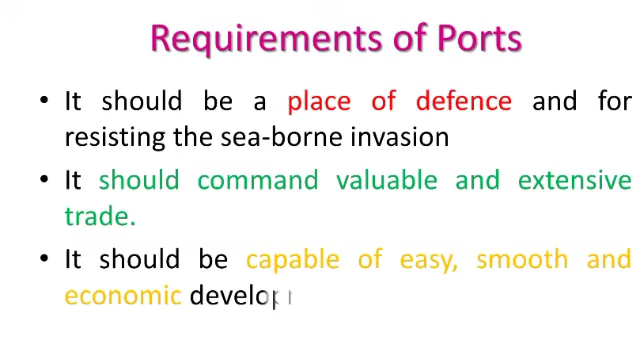 Requirements of Ports
• It should be a place of defence and for
resisting the sea-borne invasion
• It should command valuable and extensive
trade.
• It should be capable of easy, smooth and
economic develop